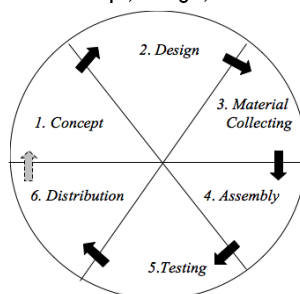 2. Design
3. Material
Collecting
1. Concept
6. Distribution
4. Assembly
5.Testing